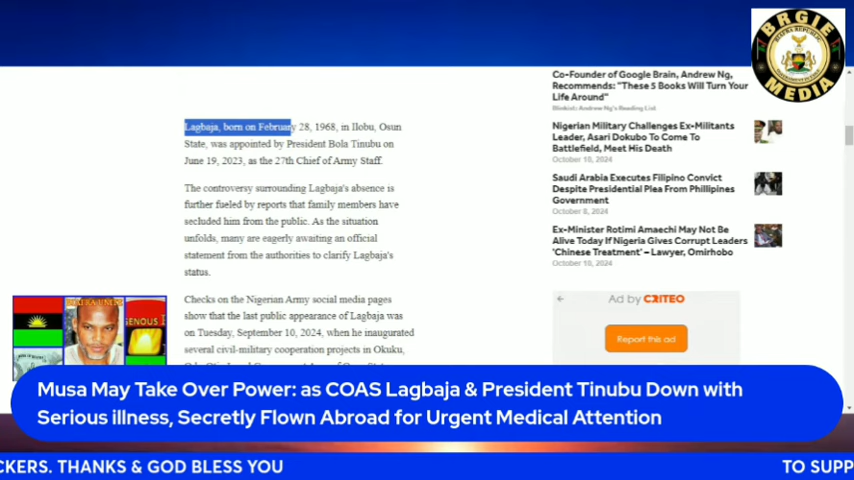 BRGIE
BIAFRA REPUBLIC
MEDIA
Lagbaja, born on February 28, 1968, in Ilobu, Osun
State, was appointed by President Bola Tinubu on
June 19, 2023, as the 27th Chief of Army Staff.
The controversy surrounding Lagbaja's absence is
further fueled by reports that family members have
secluded him from the public. As the situation
unfolds, many are eagerly awaiting an official
statement from the authorities to clarify Lagbaja's
status.
Checks on the Nigerian Army social media pages
show that the last public appearance of Lagbaja was
on Tuesday, September 10, 2024, when he inaugurated
several civil-military cooperation projects in Okuku,
Co-Founder of Google Brain, Andrew Ng,
Recommends: "These 5 Books Will Turn Your
Life Around"
Blinkist: Andrew Ng's Reading List
Nigerian Military Challenges Ex-Militants
Leader, Asari Dokubo To Come To
Battlefield, Meet His Death
October 10, 2024
Saudi Arabia Executes Filipino Convict
Despite Presidential Plea From Phillipines
Government
October 8, 2024
Ex-Minister Rotimi Amaechi May Not Be
Alive Today If Nigeria Gives Corrupt Leaders
'Chinese Treatment' – Lawyer, Omirhobo
October 10, 2024
Ad by CRITEO
Report this ad
Musa May Take Over Power: as COAS Lagbaja & President Tinubu Down with
Serious illness, Secretly Flown Abroad for Urgent Medical Attention
CKERS. THANKS & GOD BLESS YOU TO SUPP